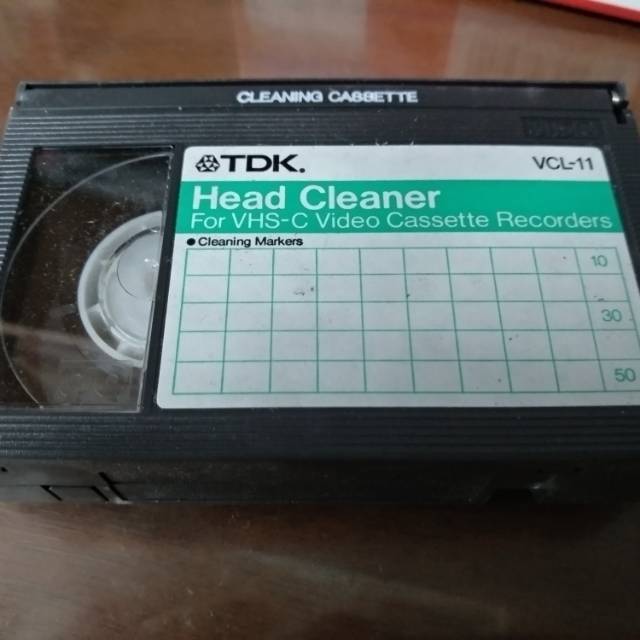 CLEANING CASSETTE
TDK. VCL-11
Head Cleaner
For VHS-C Video Cassette Recorders
● Cleaning Markers
10
30
50